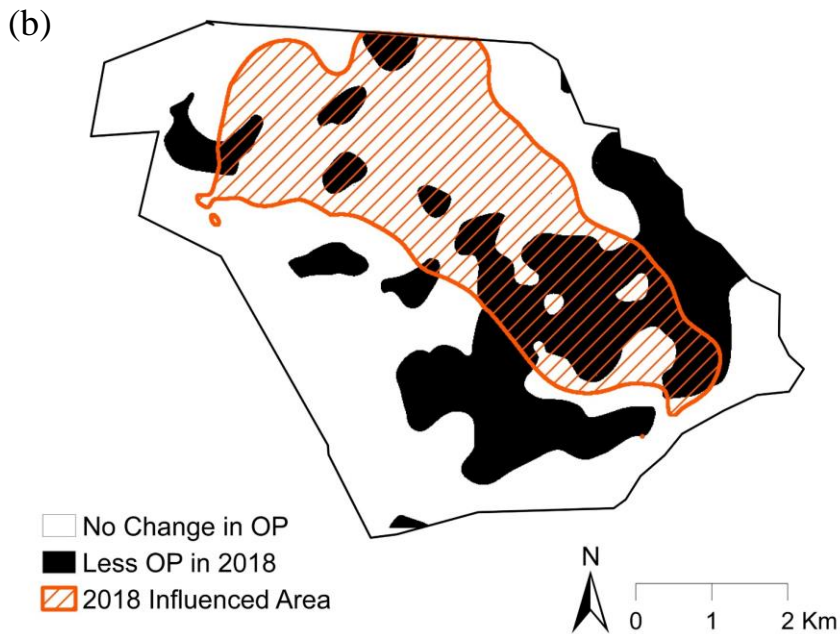 (b)
No Change in OP
Less OP in 2018
2018 Influenced Area
N
0 1 2 Km